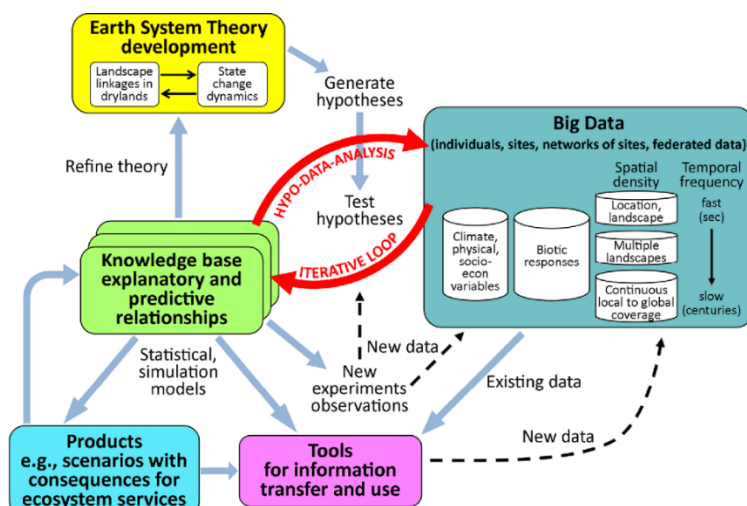 Earth System Theory
development
Landscape
linkages in
drylands
State
change
dynamics
Generate
hypotheses
Refine theory
HYPO-DATA-ANALYSIS
Test
hypotheses
ITERATIVE LOOP
Big Data
(individuals, sites, networks of sites, federated data)
Spatial
density
Temporal
frequency
Climate,
physical,
socio-
econ
variables
Biotic
responses
Location,
landscape
Multiple
landscapes
Continuous
local to global
coverage
fast
(sec)
slow
(centuries)
Knowledge base
explanatory and
predictive
relationships
Statistical,
simulation
models
New
experiments
observations
New data
Existing data
New data
Products
e.g., scenarios with
consequences for
ecosystem services
Tools
for information
transfer and use